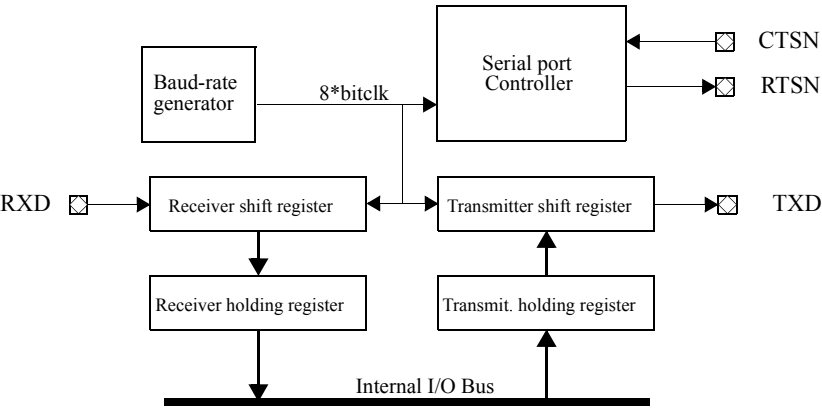 CTSN
Serial port
Controller
Baud-rate
generator
8*bitclk
RTSN
RXD
Receiver shift register
Transmitter shift register
TXD
Receiver holding register
Transmit. holding register
Internal I/O Bus